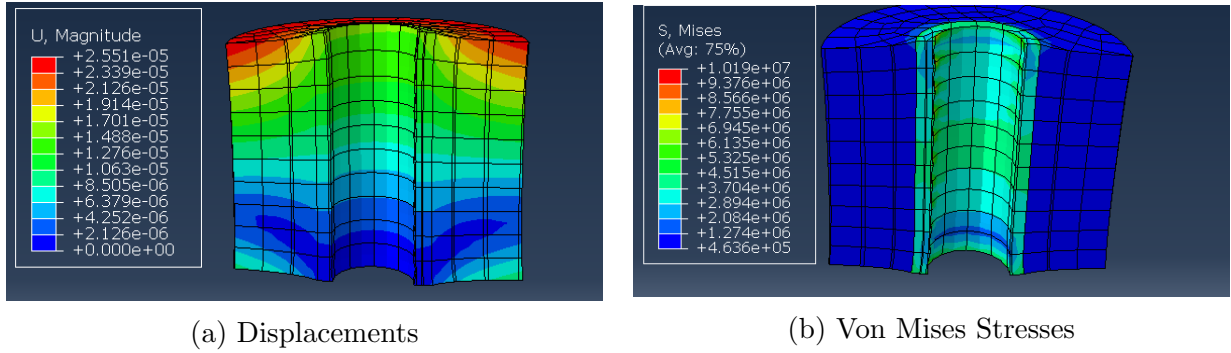 U, Magnitude
+2.551e-05
+2.339e-05
+2.126e-05
+1.914e-05
+1.701e-05
+1.488e-05
+1.276e-05
+1.063e-05
+8.505e-06
+6.379e-06
+4.252e-06
+2.126e-06
+0.000e+00
(a) Displacements
S, Mises
(Avg: 75%)
+1.019e+07
+9.376e+06
+8.566e+06
+7.755e+06
+6.945e+06
+6.135e+06
+5.325e+06
+4.515e+06
+3.704e+06
+2.894e+06
+2.084e+06
+1.274e+06
+4.636e+05
(b) Von Mises Stresses